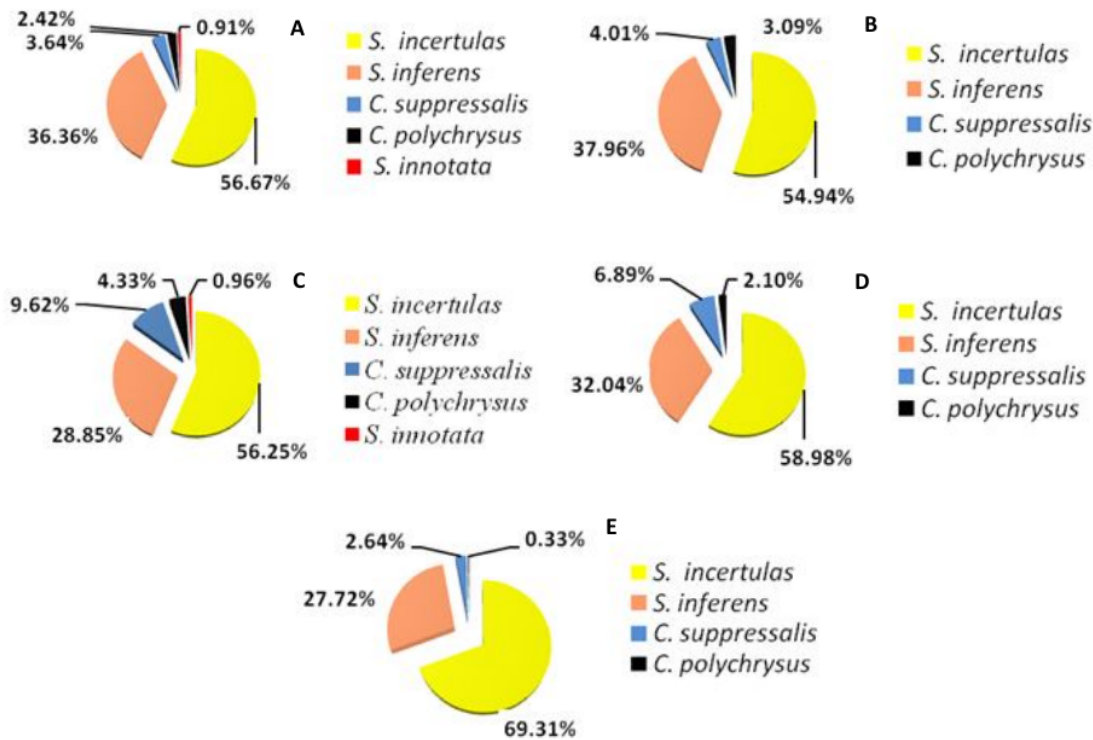 A
2.42%
0.91%
3.64%
36.36%
56.67%
S. incertulas
S. inferens
C. suppressalis
C. polychrysus
S. innotata
B
4.01%
3.09%
37.96%
54.94%
S. incertulas
S. inferens
C. suppressalis
C. polychrysus
C
4.33%
0.96%
9.62%
28.85%
56.25%
S. incertulas
S. inferens
C. suppressalis
C. polychrysus
S. innotata
D
6.89%
2.10%
32.04%
58.98%
S. incertulas
S. inferens
C. suppressalis
C. polychrysus
E
2.64%
0.33%
27.72%
69.31%
S. incertulas
S. inferens
C. suppressalis
C. polychrysus